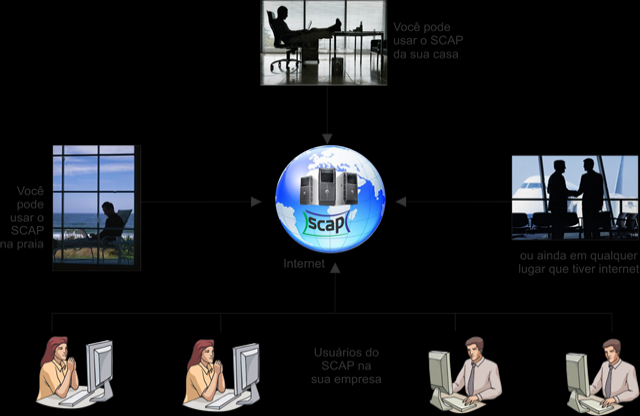 Você pode
usar o SCAP
da sua casa
Você
pode
usar o
SCAP
na praia
scap
Internet
ou ainda em qualquer
lugar que tiver internet
Usuários do
SCAP na
sua empresa